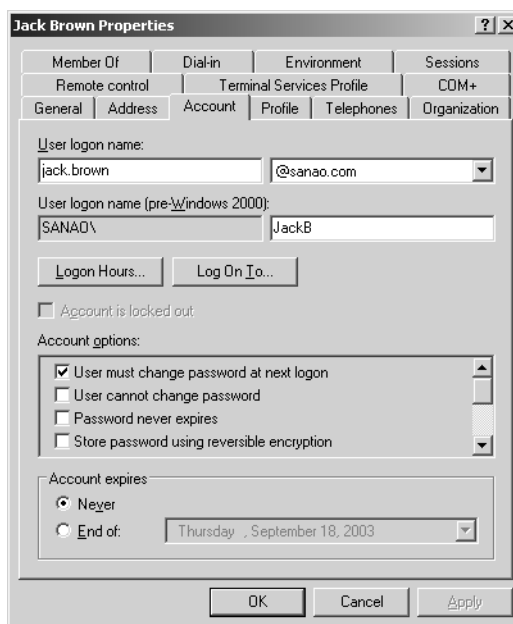 Jack Brown Properties
Member Of Dial-in Environment Sessions
Remote control Terminal Services Profile COM+
General Address Account Profile Telephones Organization
User logon name:
jack.brown @sanao.com
User logon name (pre-Windows 2000):
SANAO\ JackB
Logon Hours... Log On To...
Account is locked out
Account options:
User must change password at next logon
User cannot change password
Password never expires
Store password using reversible encryption
Account expires
Never
End of: Thursday , September 18, 2003
OK Cancel Apply